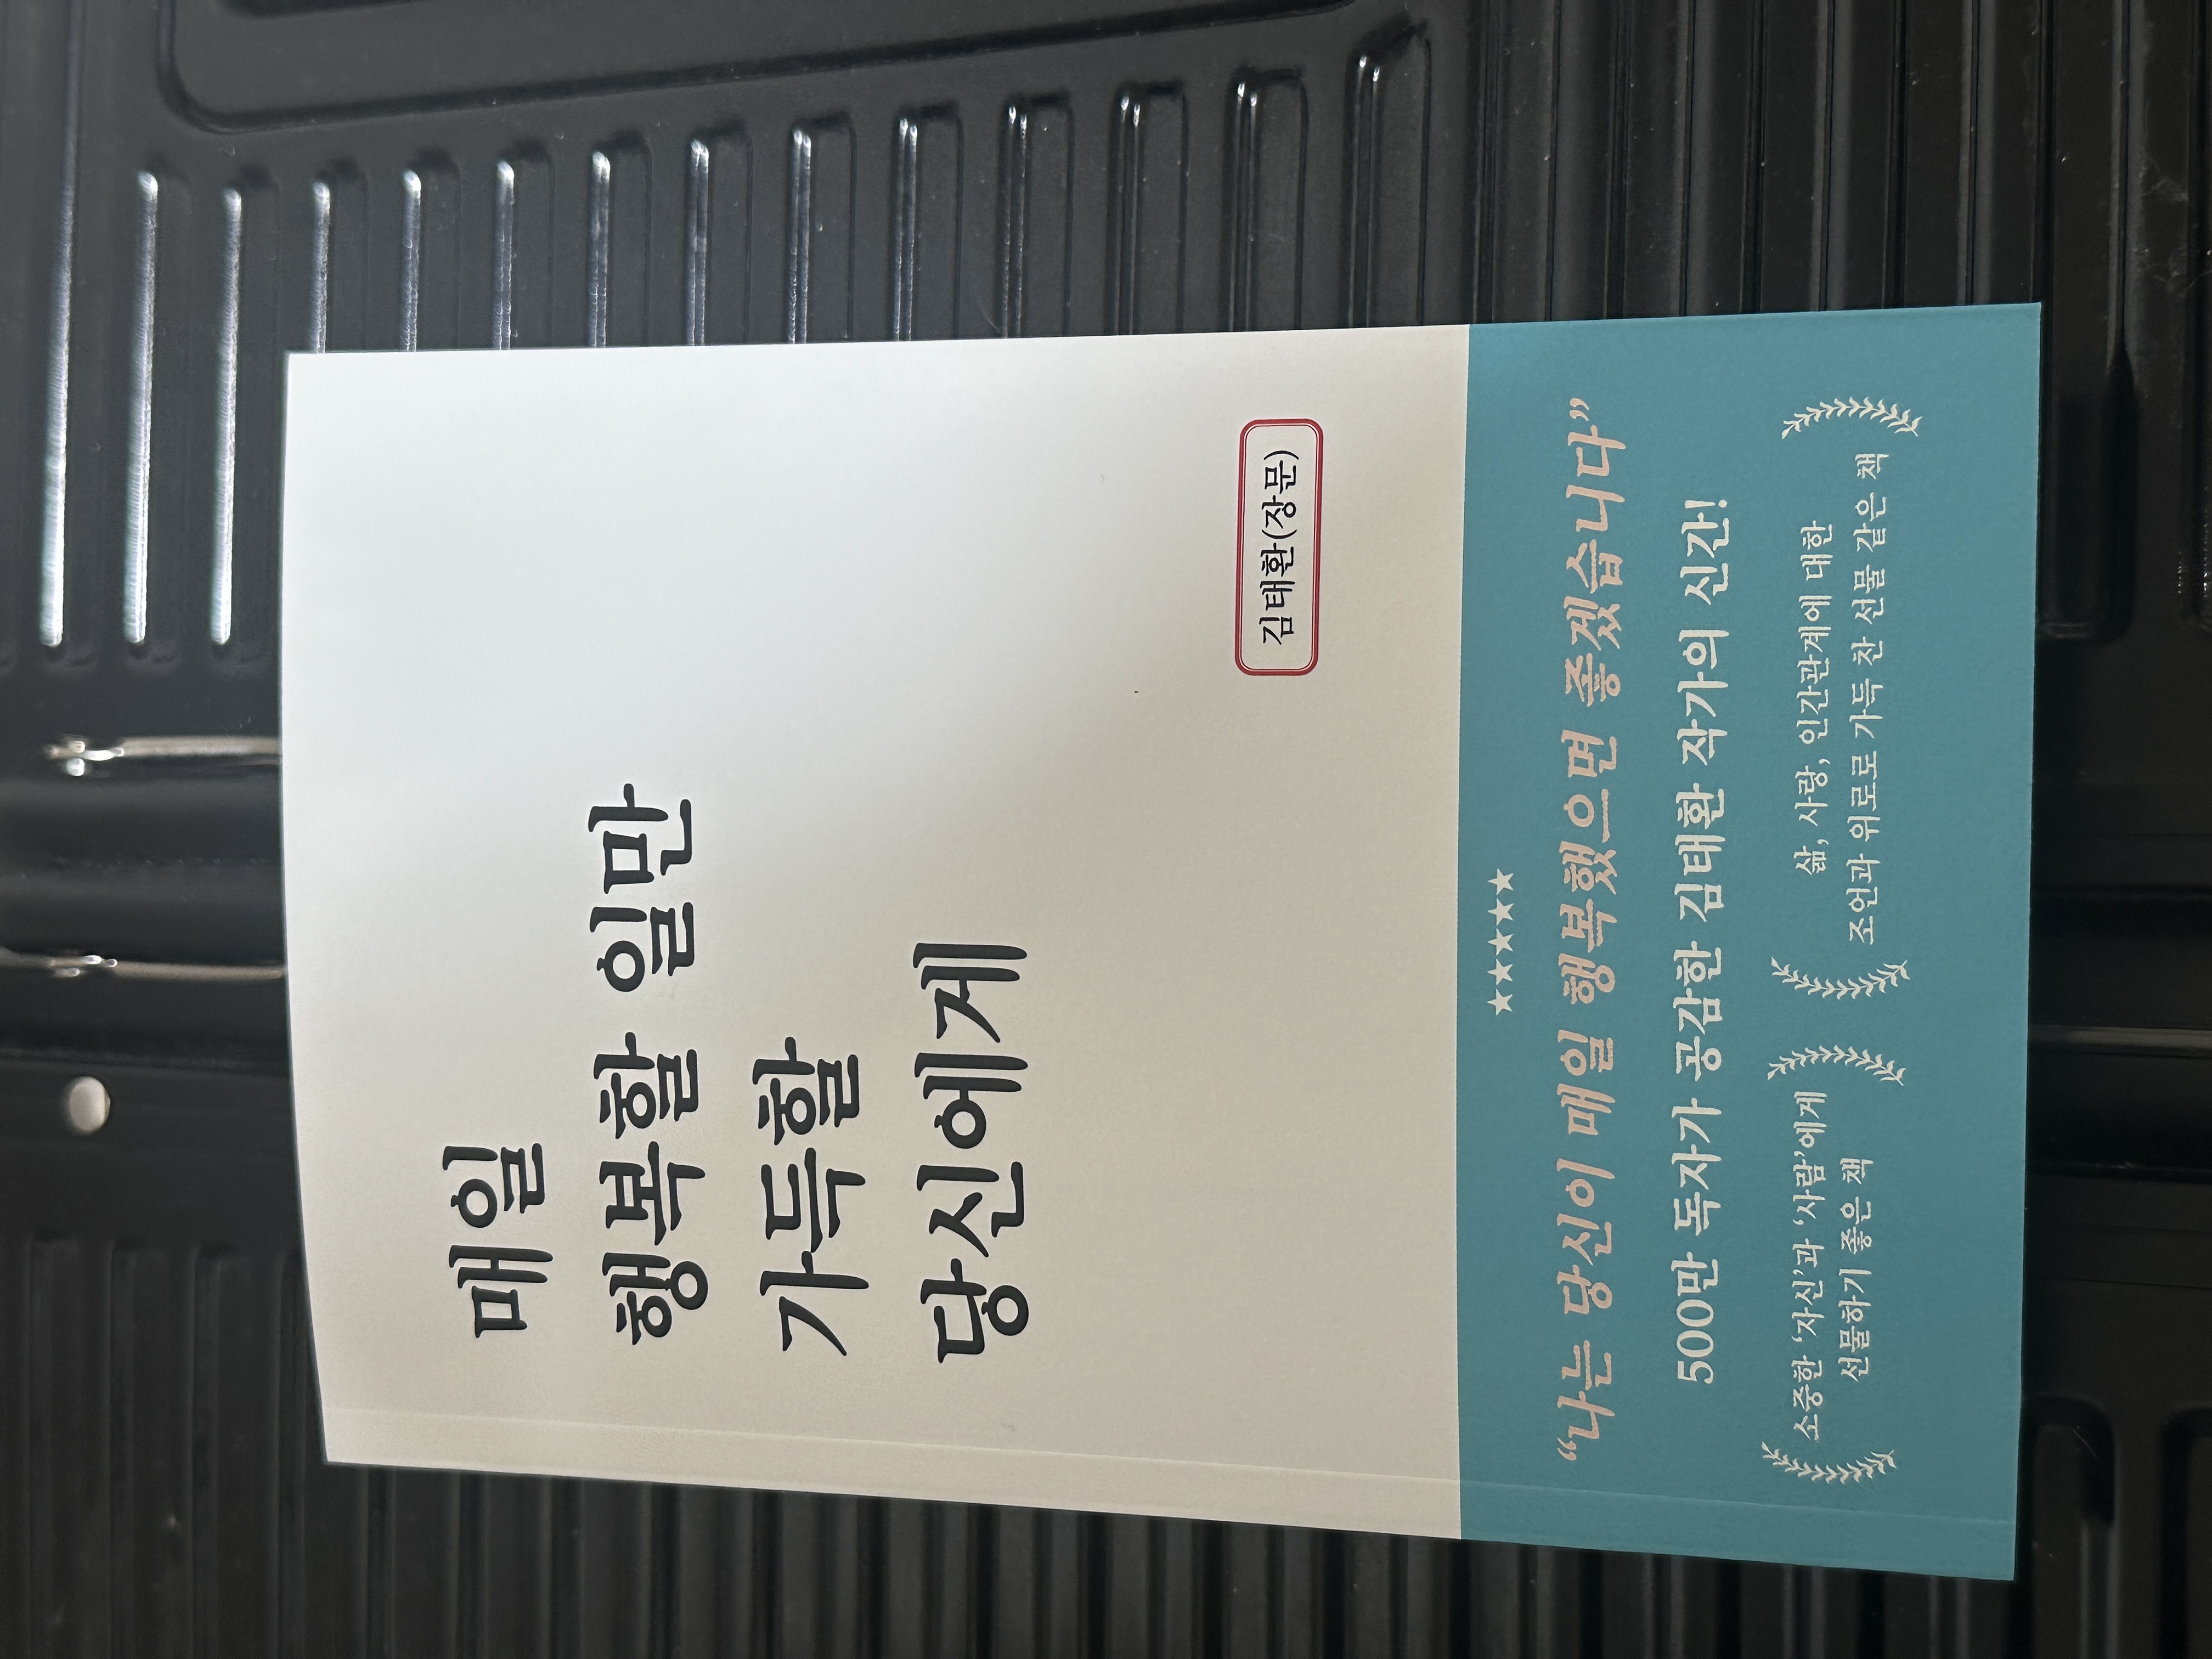 매일
행복할 일만
가득할
당신에게
김태환(장문)
★★★★★
“나는 당신이 매일 행복했으면 좋겠습니다”
500만 독자가 공감한 김태환 작가의 신간!
소중한 ‘자신’과 ‘사람’에게
선물하기 좋은 책
삶, 사랑, 인간관계에 대한
조언과 위로로 가득 찬 선물 같은 책